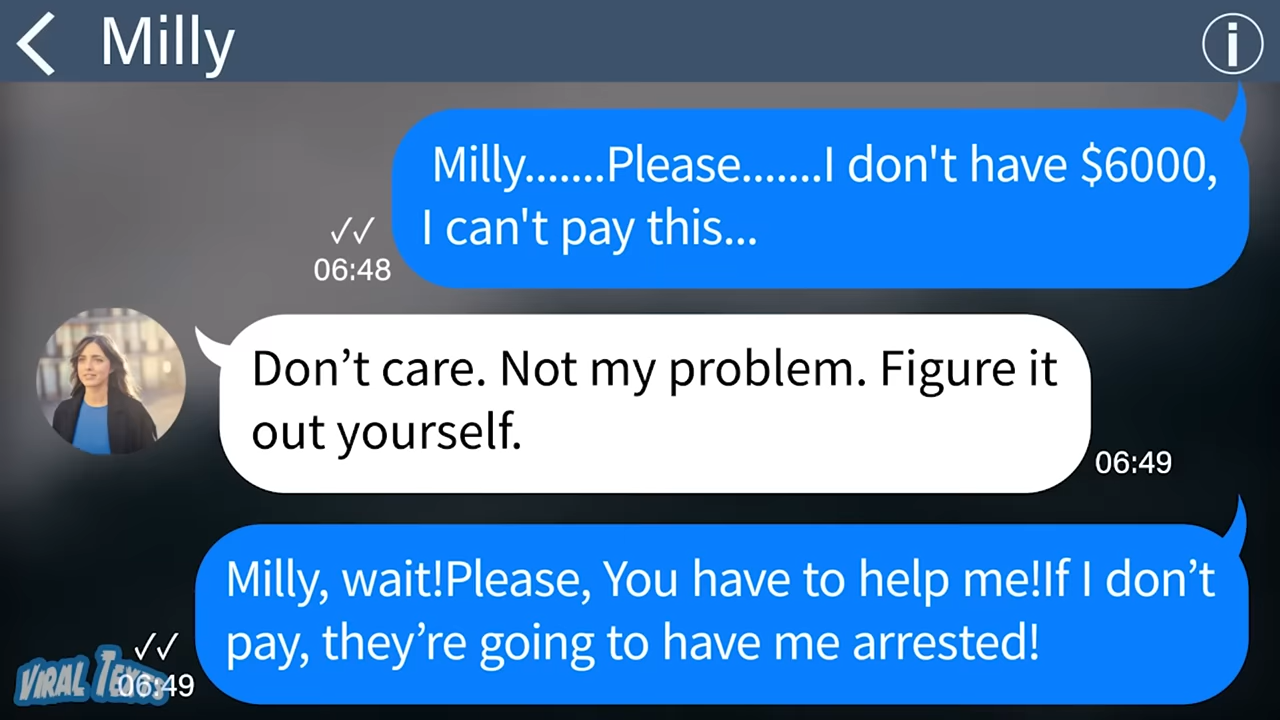 Milly
Milly.......Please.......I don't have $6000,
I can't pay this...
06:48
Don’t care. Not my problem. Figure it
out yourself.
06:49
Milly, wait!Please, You have to help me!If I don’t
pay, they’re going to have me arrested!
06:49
VIRAL